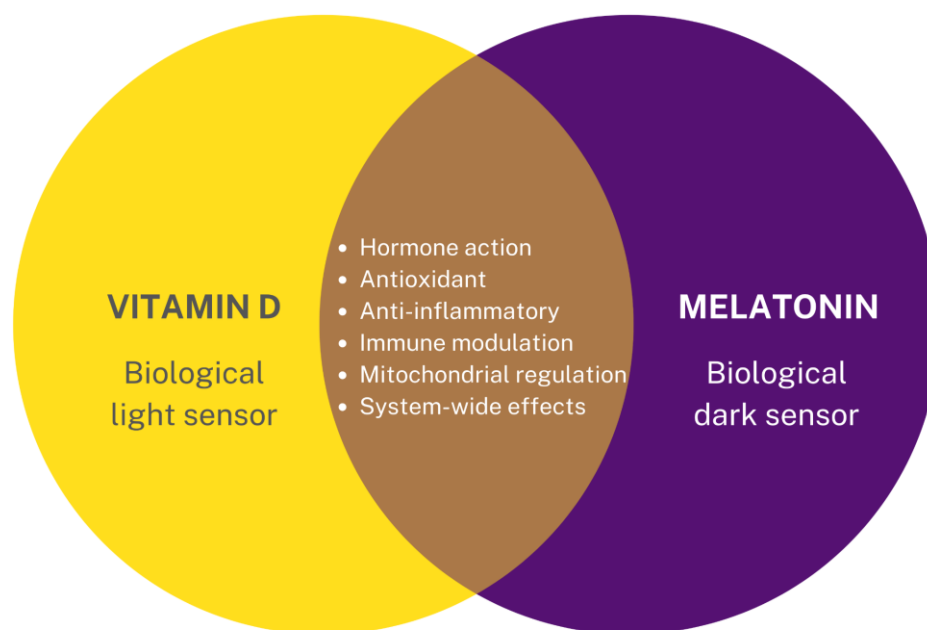 VITAMIN D
Biological
light sensor
• Hormone action
• Antioxidant
• Anti-inflammatory
• Immune modulation
• Mitochondrial regulation
• System-wide effects
MELATONIN
Biological
dark sensor